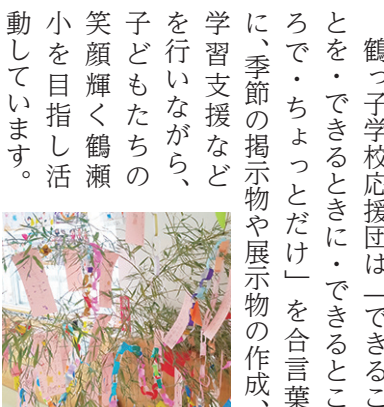 鶴っ子学校応援団は「できるこ
とを・できるときに・できるとこ
ろで・ちょっとだけ」を合言葉
に、季節の掲示物や展示物の作成、
学習支援など
を行いながら、
子どもたちの
笑顔輝く鶴瀬
小を目指し活
動しています。